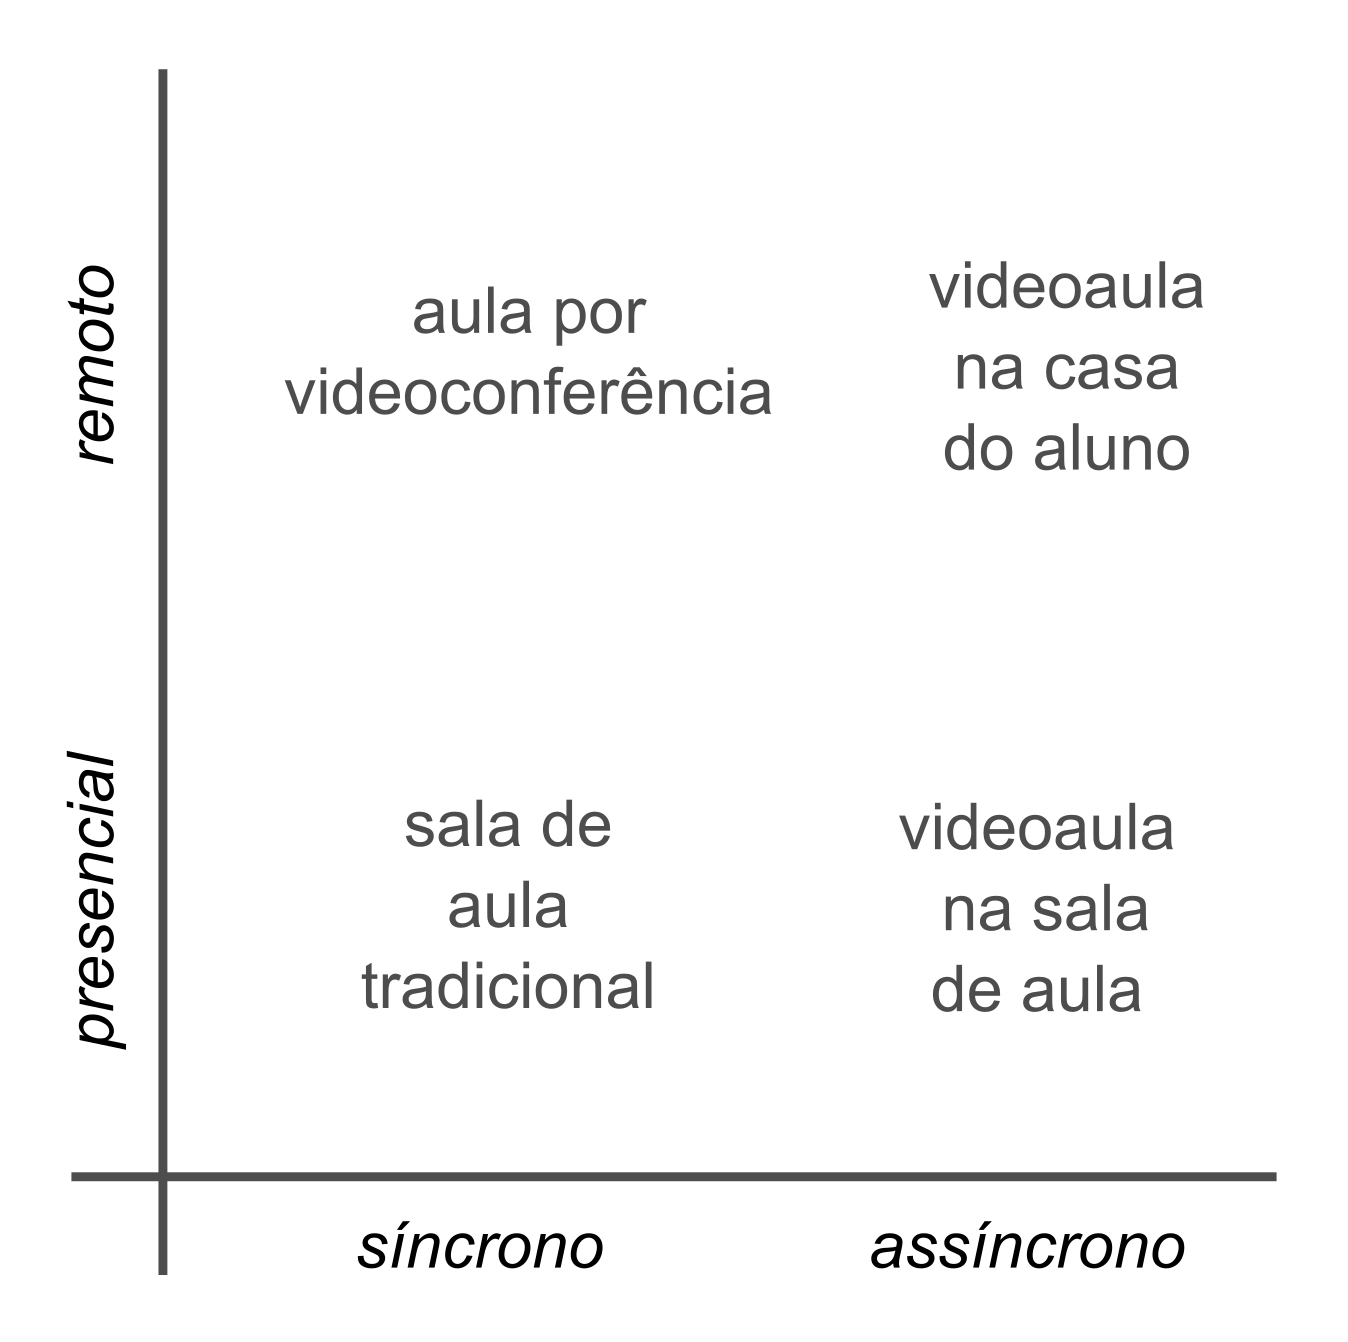 remoto
aula por
videoconferência
videoaula
na casa
do aluno
presencial
sala de
aula
tradicional
videoaula
na sala
de aula
síncrono
assíncrono